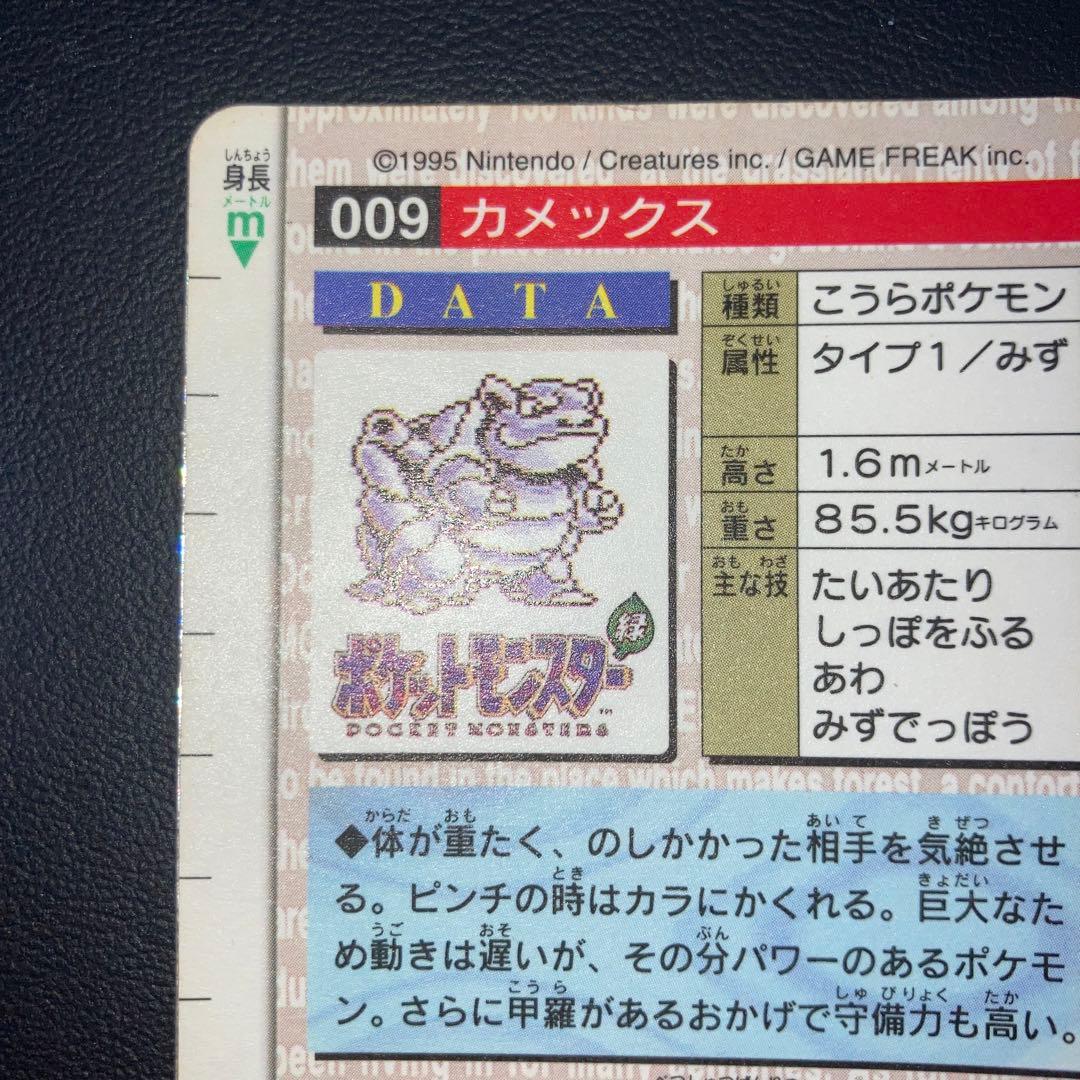 ©1995 Nintendo / Creatures inc. / GAME FREAK inc.
しんちょう
身長
メートル
m
009 カメックス
DATA
しゅるい
種類 こうらポケモン
ぞくせい
属性 タイプ1/みず
たか
高さ 1.6mメートル
おも
重さ 85.5kgキログラム
おも わざ
主な技 たいあたり
しっぽをふる
あわ
みずでっぽう
緑
ポケットモンスター
POCKET MONSTERS
to be found in the place which makes forest, a contour
からだ おも あいて きぜつ
◆体が重たく、のしかかった相手を気絶させ
とき きょだい
る。ピンチの時はカラにかくれる。巨大なた
うご おそ ぶん
め動きは遅いが、その分パワーのあるポケモ
こうら しゅびりょく たか
ン。さらに甲羅があるおかげで守備力も高い。